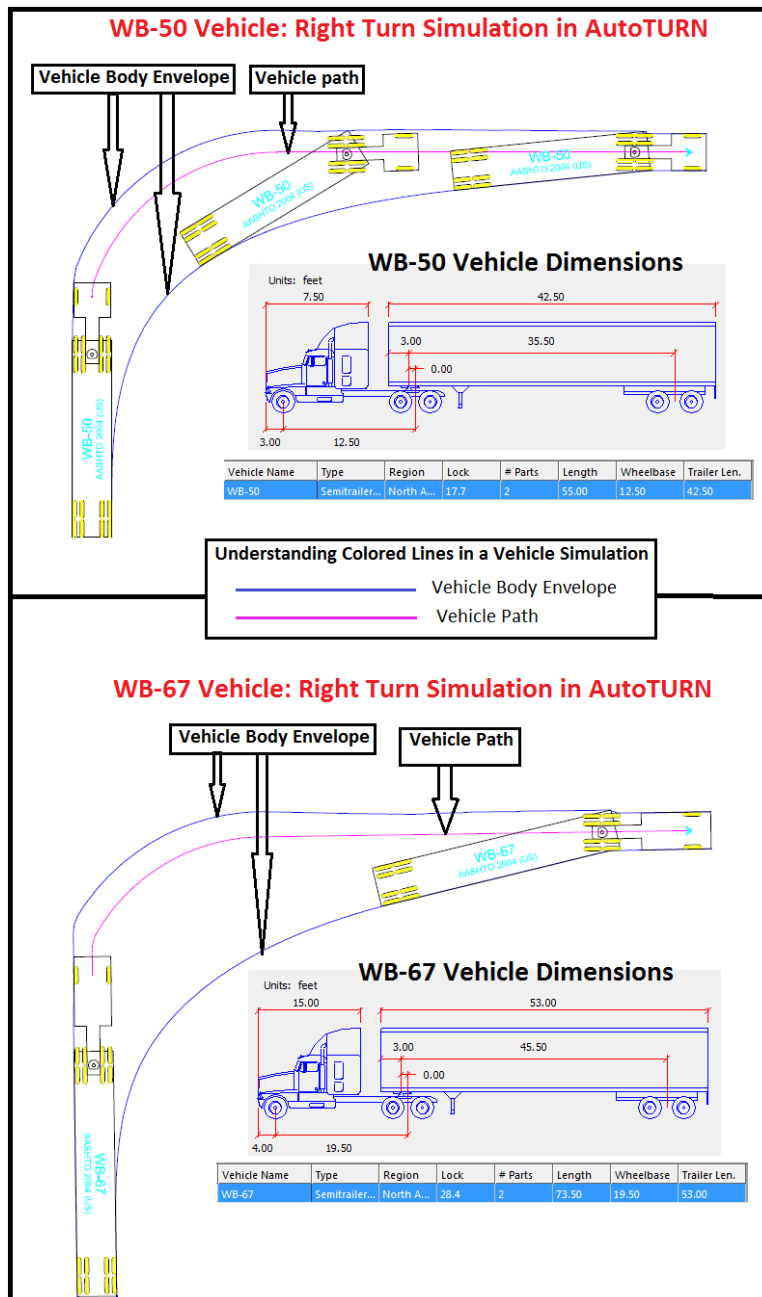 WB-50 Vehicle: Right Turn Simulation in AutoTURN
Vehicle Body Envelope
Vehicle path
WB-50
AASHTO 2004 (US)
WB-50
AASHTO 2004 (US)
WB-50
AASHTO 2004 (US)
WB-50 Vehicle Dimensions
Units: feet
7.50
42.50
3.00
35.50
0.00
3.00
12.50
Vehicle Name Type Region Lock # Parts Length Wheelbase Trailer Len.
WB-50 Semitrailer... North A... 17.7 2 55.00 12.50 42.50
Understanding Colored Lines in a Vehicle Simulation
Vehicle Body Envelope
Vehicle Path
WB-67 Vehicle: Right Turn Simulation in AutoTURN
Vehicle Body Envelope
Vehicle Path
WB-67
AASHTO 2004 (US)
WB-67
AASHTO 2004 (US)
WB-67 Vehicle Dimensions
Units: feet
15.00
53.00
3.00
45.50
0.00
4.00
19.50
Vehicle Name Type Region Lock # Parts Length Wheelbase Trailer Len.
WB-67 Semitrailer... North A... 28.4 2 73.50 19.50 53.00